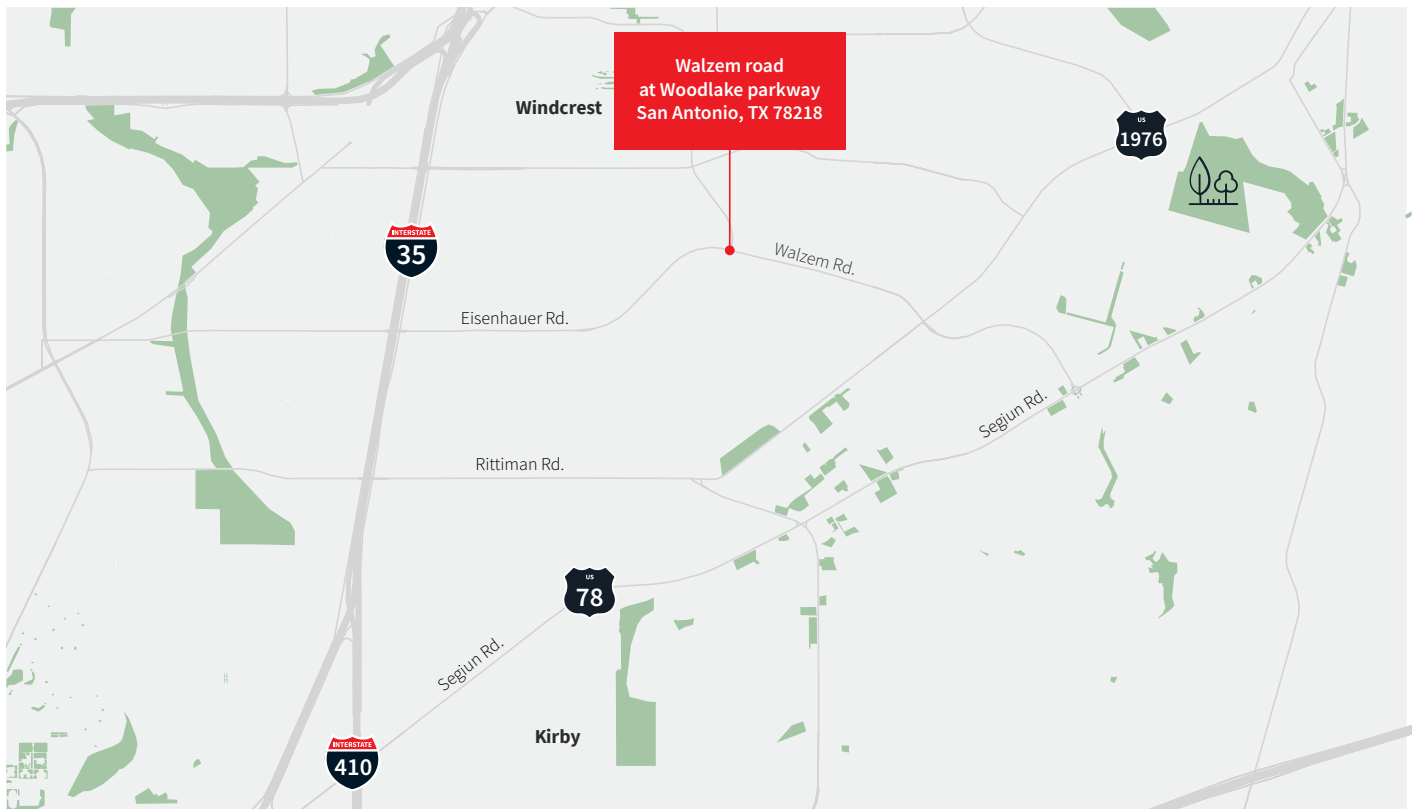 Walzem road
at Woodlake parkway
San Antonio, TX 78218
Windcrest
US
1976
INTERSTATE
35
Walzem Rd.
Eisenhauer Rd.
Segiun Rd.
Rittiman Rd.
US
78
Segiun Rd.
Kirby
INTERSTATE
410